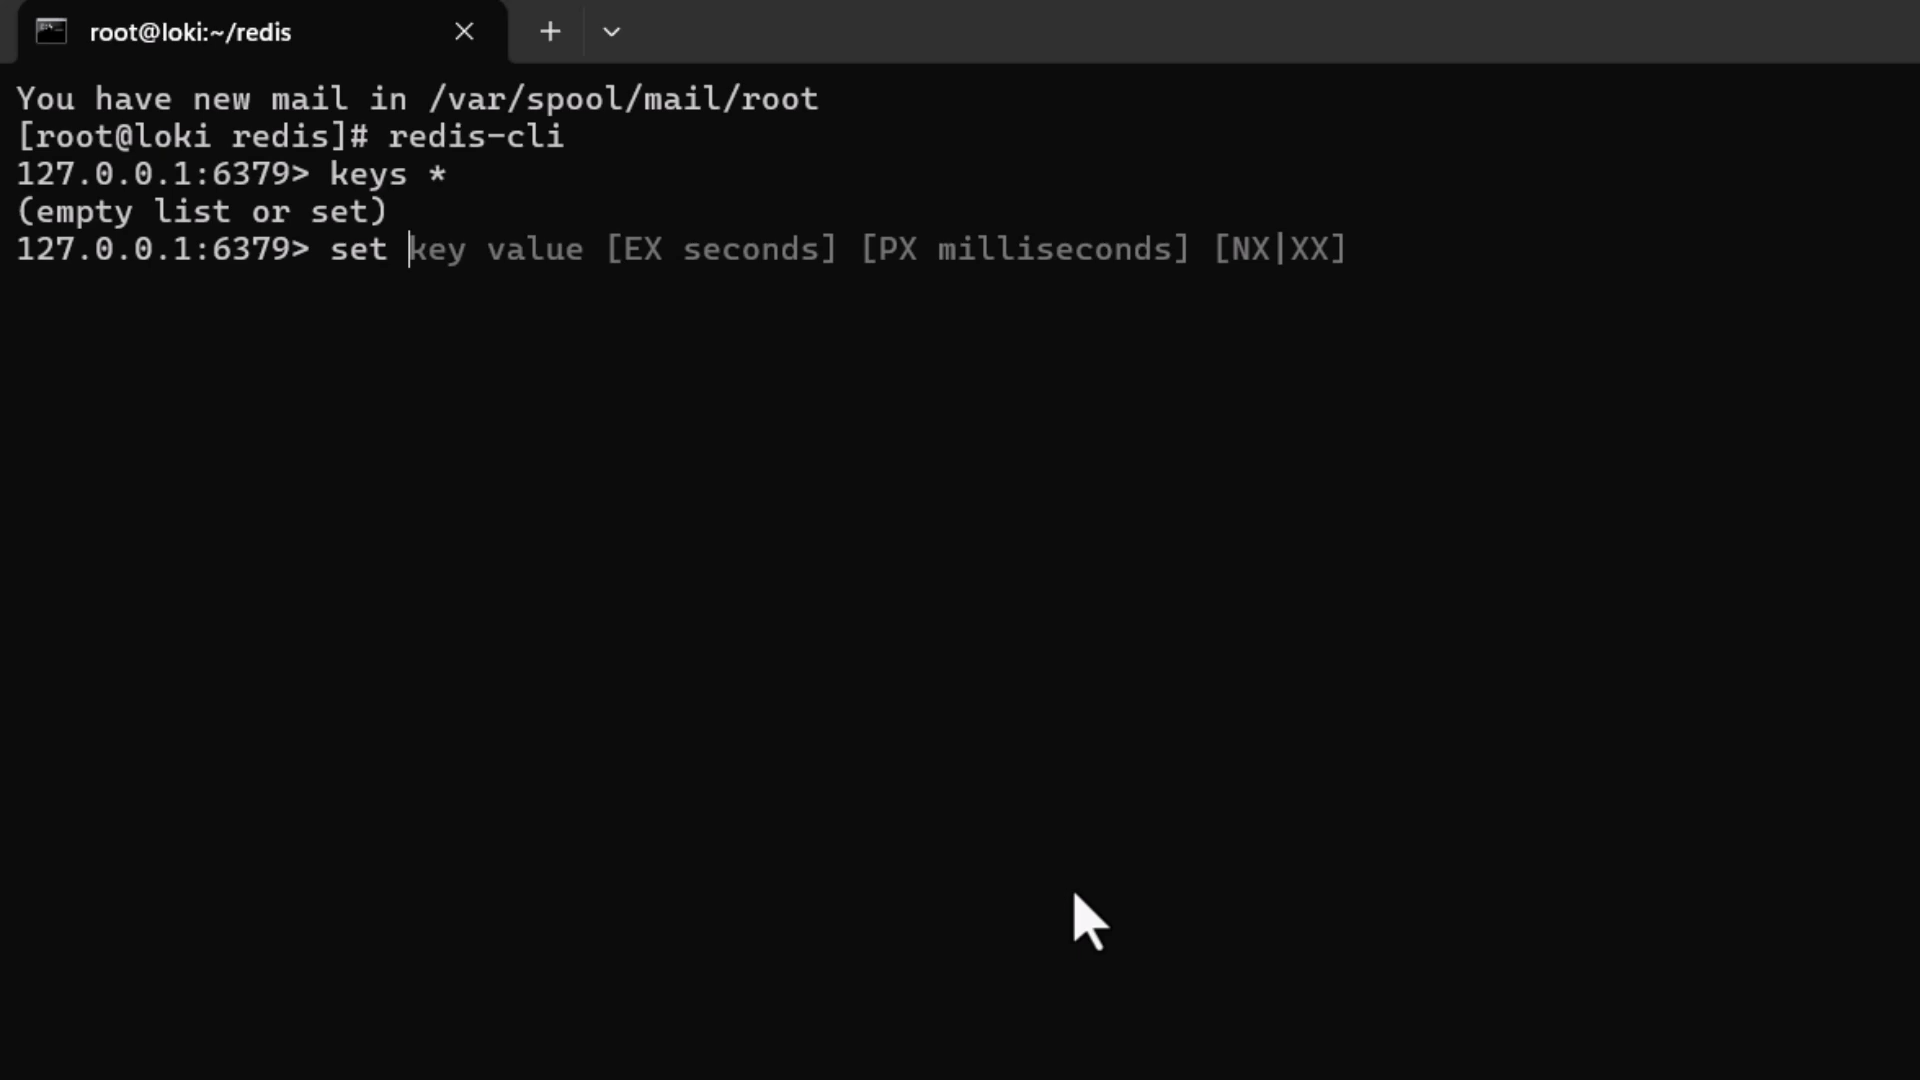 root@loki:~/redis
You have new mail in /var/spool/mail/root
[root@loki redis]# redis-cli
127.0.0.1:6379> keys *
(empty list or set)
127.0.0.1:6379> set key value [EX seconds] [PX milliseconds] [NX|XX]